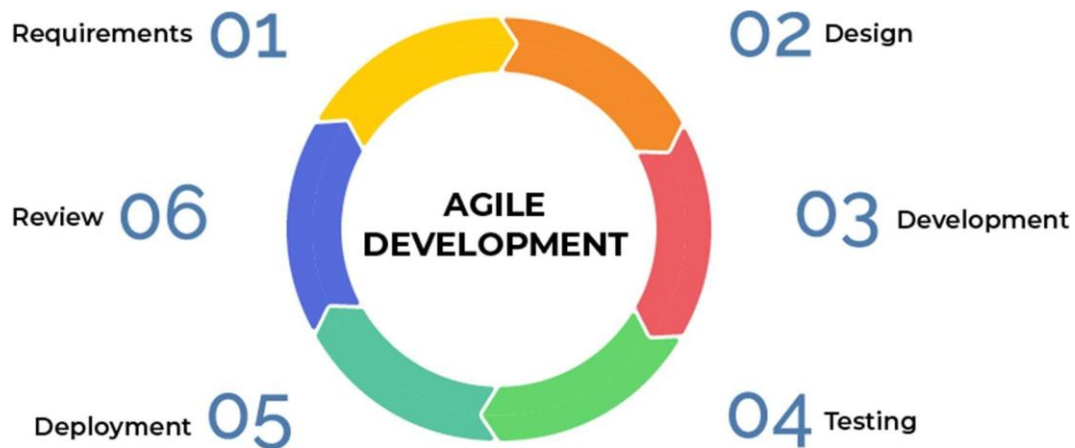 Requirements 01
02 Design
Review 06
AGILE
DEVELOPMENT
03 Development
Deployment 05
04 Testing